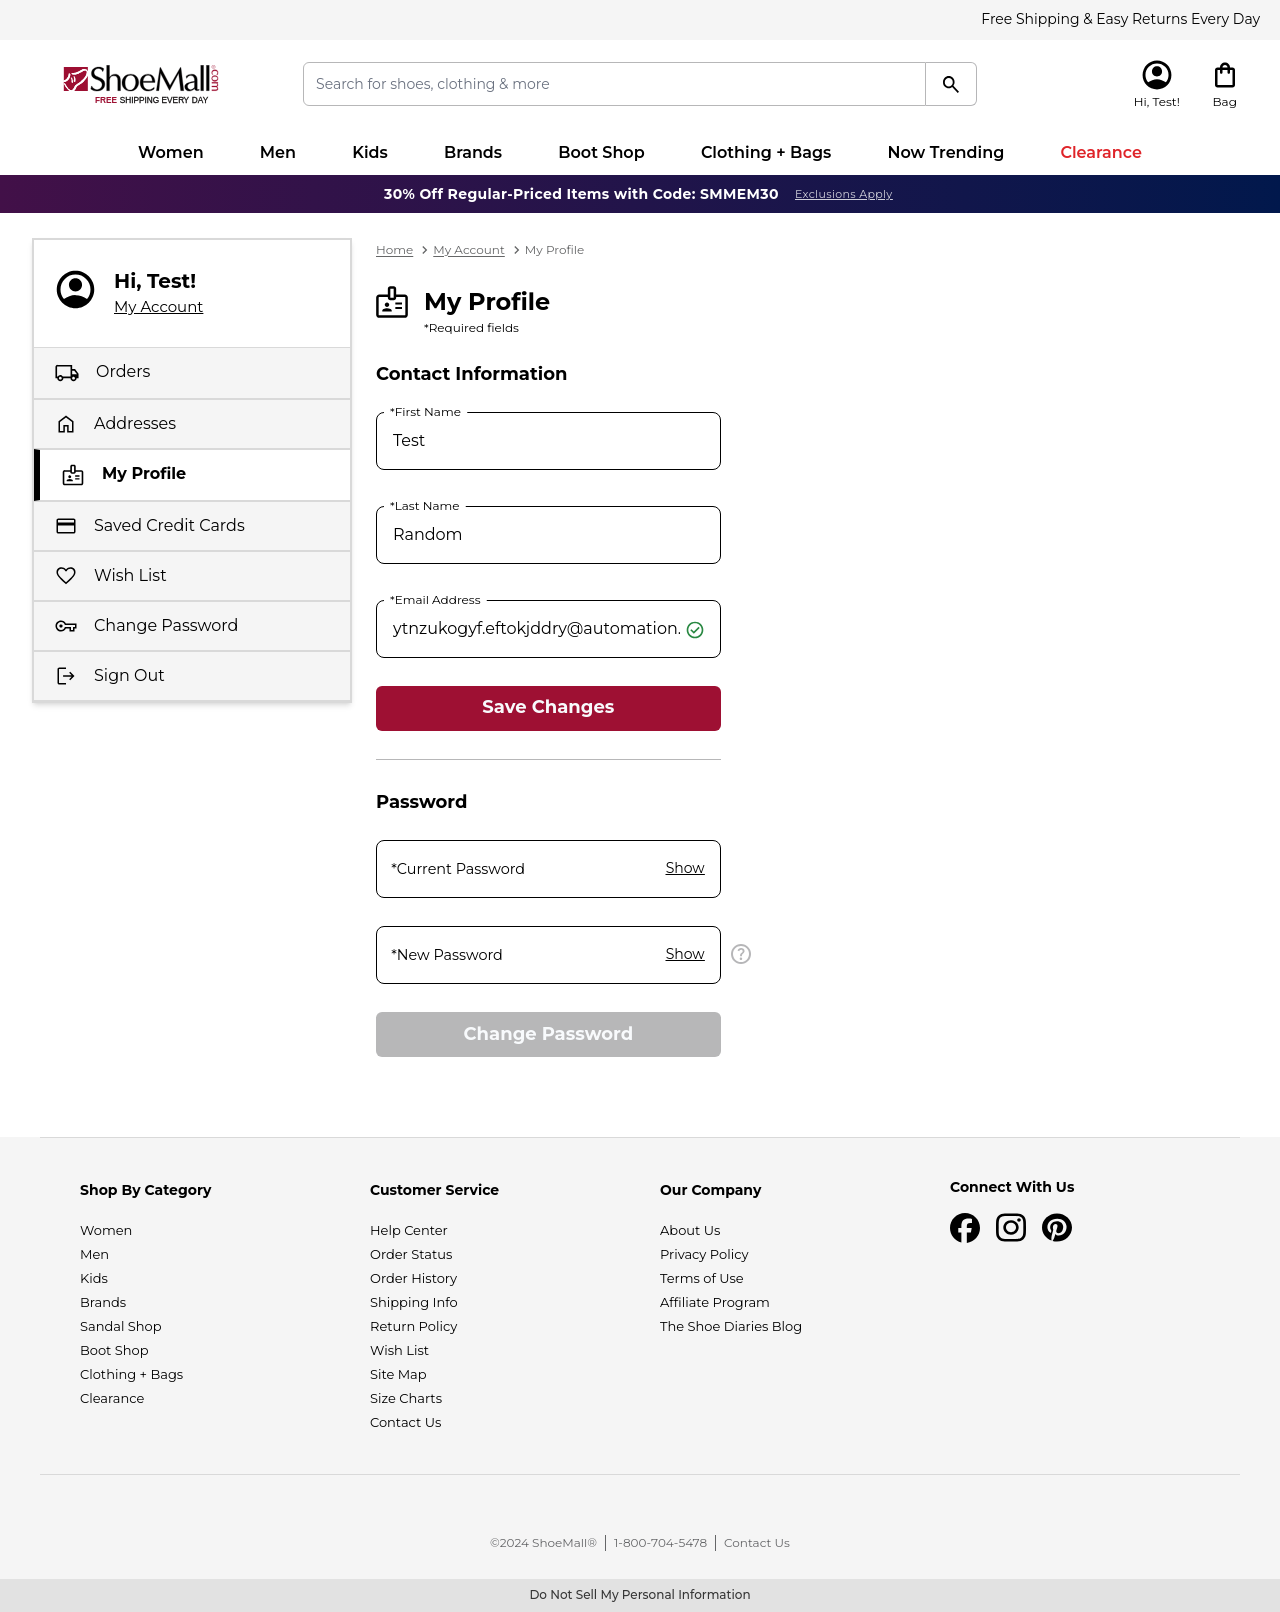 Free Shipping & Easy Returns Every Day
ShoeMall®.com
FREE SHIPPING EVERY DAY
Search for shoes, clothing & more
Hi, Test!
Bag
Women
Men
Kids
Brands
Boot Shop
Clothing + Bags
Now Trending
Clearance
30% Off Regular-Priced Items with Code: SMMEM30 Exclusions Apply
Hi, Test!
My Account
Orders
Addresses
My Profile
Saved Credit Cards
Wish List
Change Password
Sign Out
Home > My Account > My Profile
My Profile
*Required fields
Contact Information
*First Name
Test
*Last Name
Random
*Email Address
ytnzukogyf.eftokjddry@automation.
Save Changes
Password
*Current Password Show
*New Password Show
?
Change Password
Shop By Category
Women
Men
Kids
Brands
Sandal Shop
Boot Shop
Clothing + Bags
Clearance
Customer Service
Help Center
Order Status
Order History
Shipping Info
Return Policy
Wish List
Site Map
Size Charts
Contact Us
Our Company
About Us
Privacy Policy
Terms of Use
Affiliate Program
The Shoe Diaries Blog
Connect With Us
©2024 ShoeMall® | 1-800-704-5478 | Contact Us
Do Not Sell My Personal Information